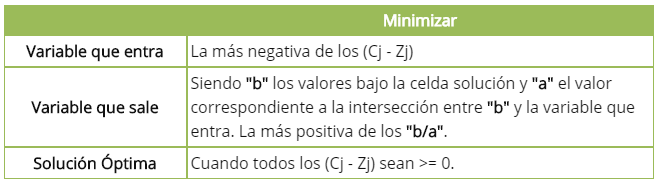 Minimizar
Variable que entra
La más negativa de los (Cj - Zj)
Variable que sale
Siendo "b" los valores bajo la celda solución y "a" el valor
correspondiente a la intersección entre "b" y la variable que
entra. La más positiva de los "b/a".
Solución Óptima
Cuando todos los (Cj - Zj) sean >= 0.